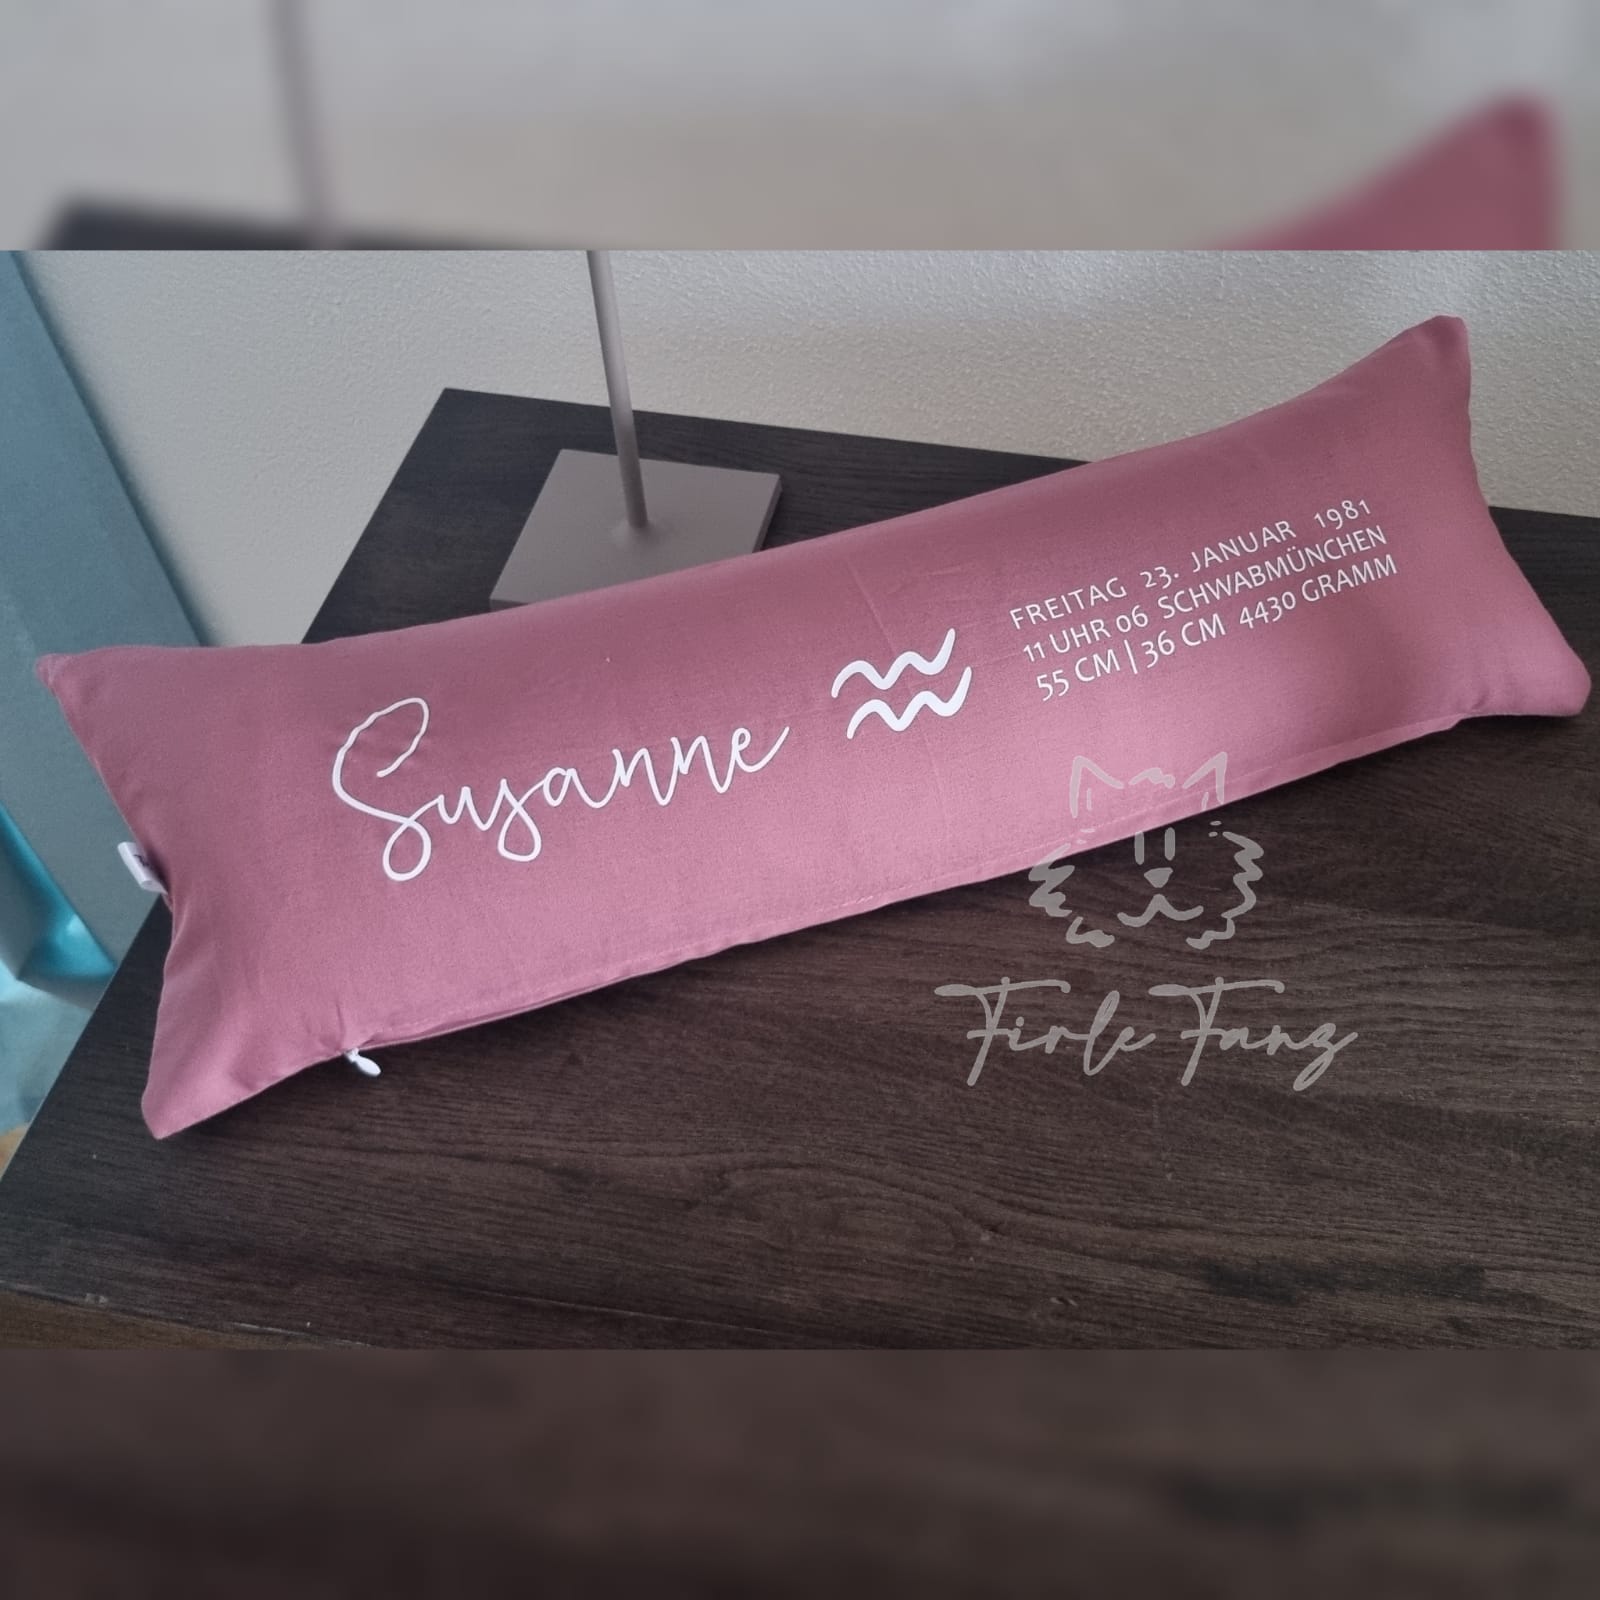 Susanne
FREITAG 23. JANUAR 1981
11 UHR 06 SCHWABMÜNCHEN
55 CM | 36 CM 4430 GRAMM
Firle Fanz